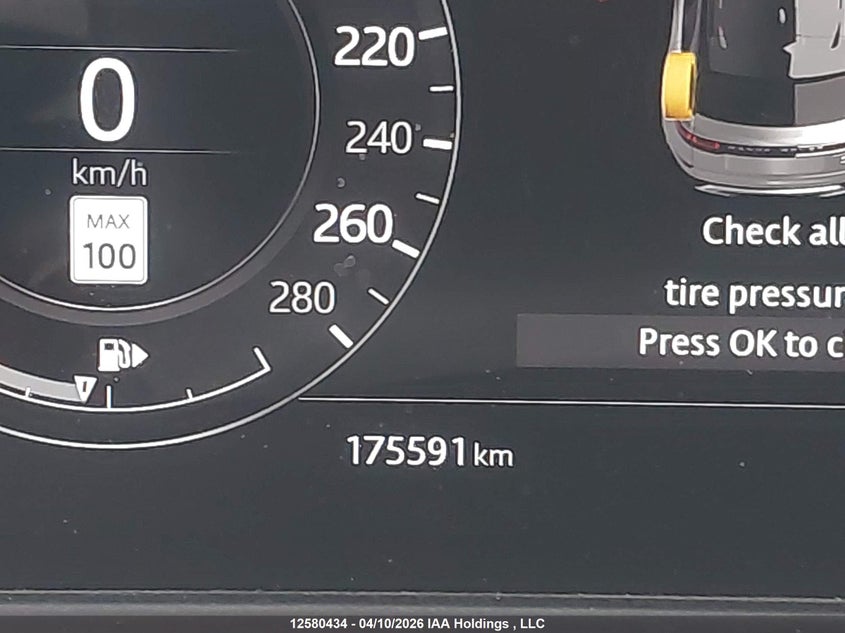 220
0
240
km/h
MAX
100
260
Check all
280
tire pressur
Press OK to c
175591 km
12580434 - 04/10/2026 IAA Holdings , LLC